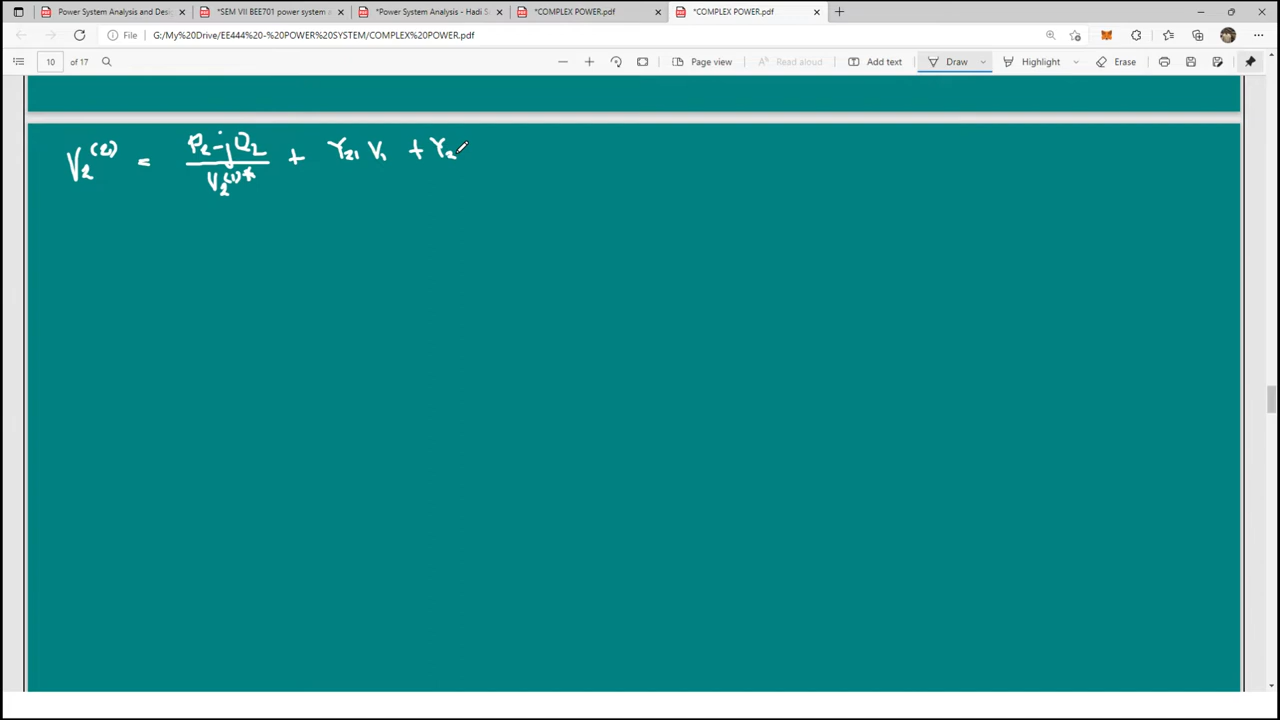 Power System Analysis and Desi
*SEM VII BEE701 power system a
*Power System Analysis - Hadi S
*COMPLEX POWER.pdf
*COMPLEX POWER.pdf
File G:/My%20Drive/EE444%20-%20POWER%20SYSTEM/COMPLEX%20POWER.pdf
10 of 17 Page view Read aloud Add text Draw Highlight Erase
V₂⁽²⁾ = (P₂-jQ₂)/(V₂⁽¹⁾*) + Y₂₁ V₁ + Y₂